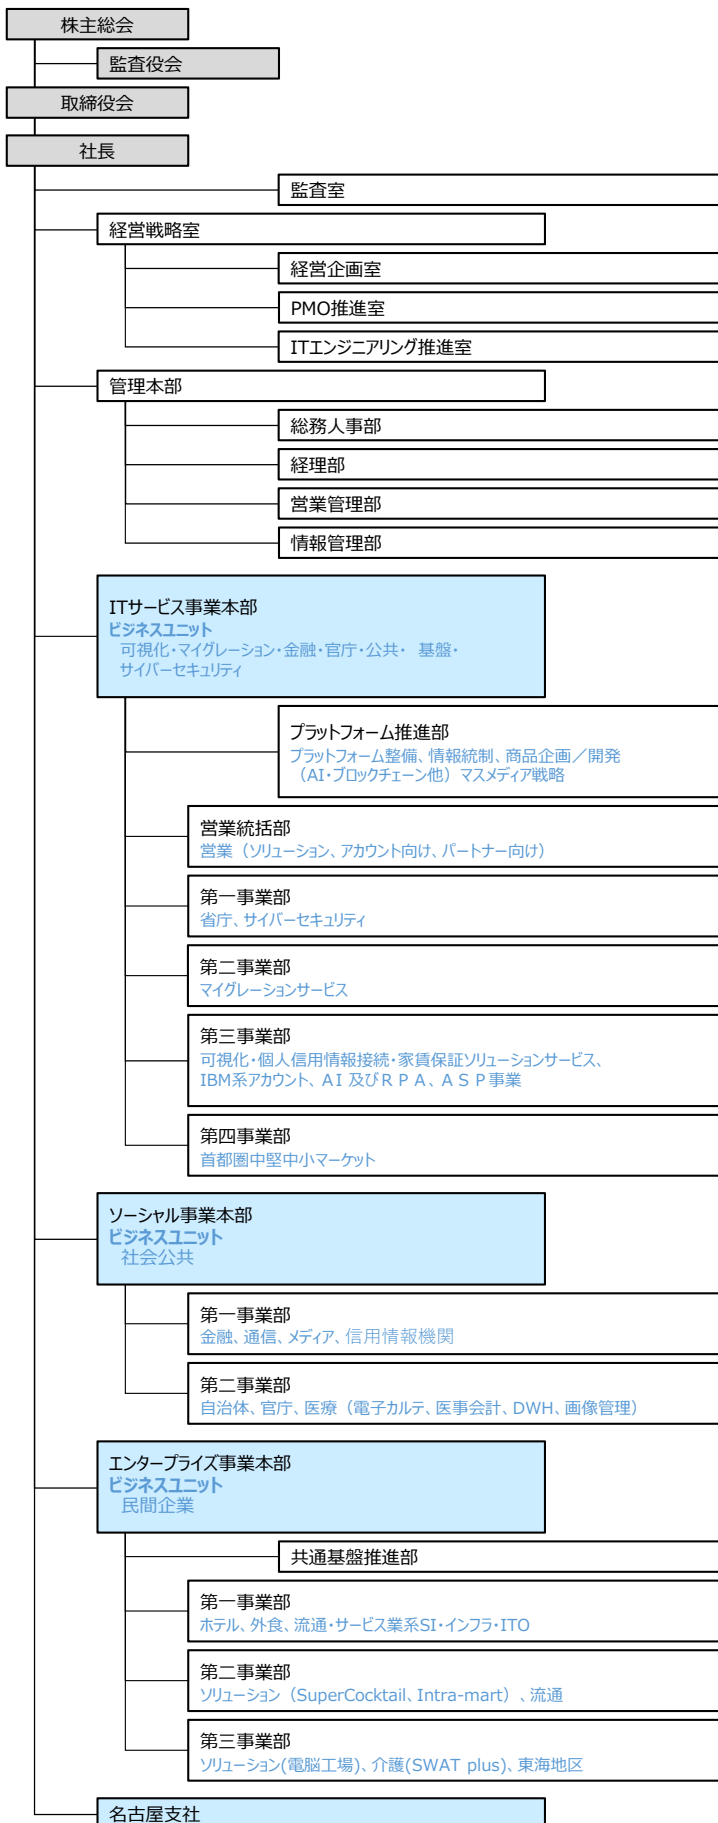 株主総会
監査役会
取締役会
社長
監査室
経営戦略室
経営企画室
PMO推進室
ITエンジニアリング推進室
管理本部
総務人事部
経理部
営業管理部
情報管理部
ITサービス事業本部
ビジネスユニット
可視化・マイグレーション・金融・官庁・公共・ 基盤・
サイバーセキュリティ
プラットフォーム推進部
プラットフォーム整備、情報統制、商品企画／開発
（AI・ブロックチェーン他）マスメディア戦略
営業統括部
営業（ソリューション、アカウント向け、パートナー向け）
第一事業部
省庁、サイバーセキュリティ
第二事業部
マイグレーションサービス
第三事業部
可視化・個人信用情報接続・家賃保証ソリューションサービス、
IBM系アカウント、AI 及びＲＰＡ、ＡＳＰ事業
第四事業部
首都圏中堅中小マーケット
ソーシャル事業本部
ビジネスユニット
社会公共
第一事業部
金融、通信、メディア、信用情報機関
第二事業部
自治体、官庁、医療（電子カルテ、医事会計、DWH、画像管理）
エンタープライズ事業本部
ビジネスユニット
民間企業
共通基盤推進部
第一事業部
ホテル、外食、流通・サービス業系SI・インフラ・ITO
第二事業部
ソリューション（SuperCocktail、Intra-mart）、流通
第三事業部
ソリューション(電脳工場)、介護(SWAT plus)、東海地区
名古屋支社